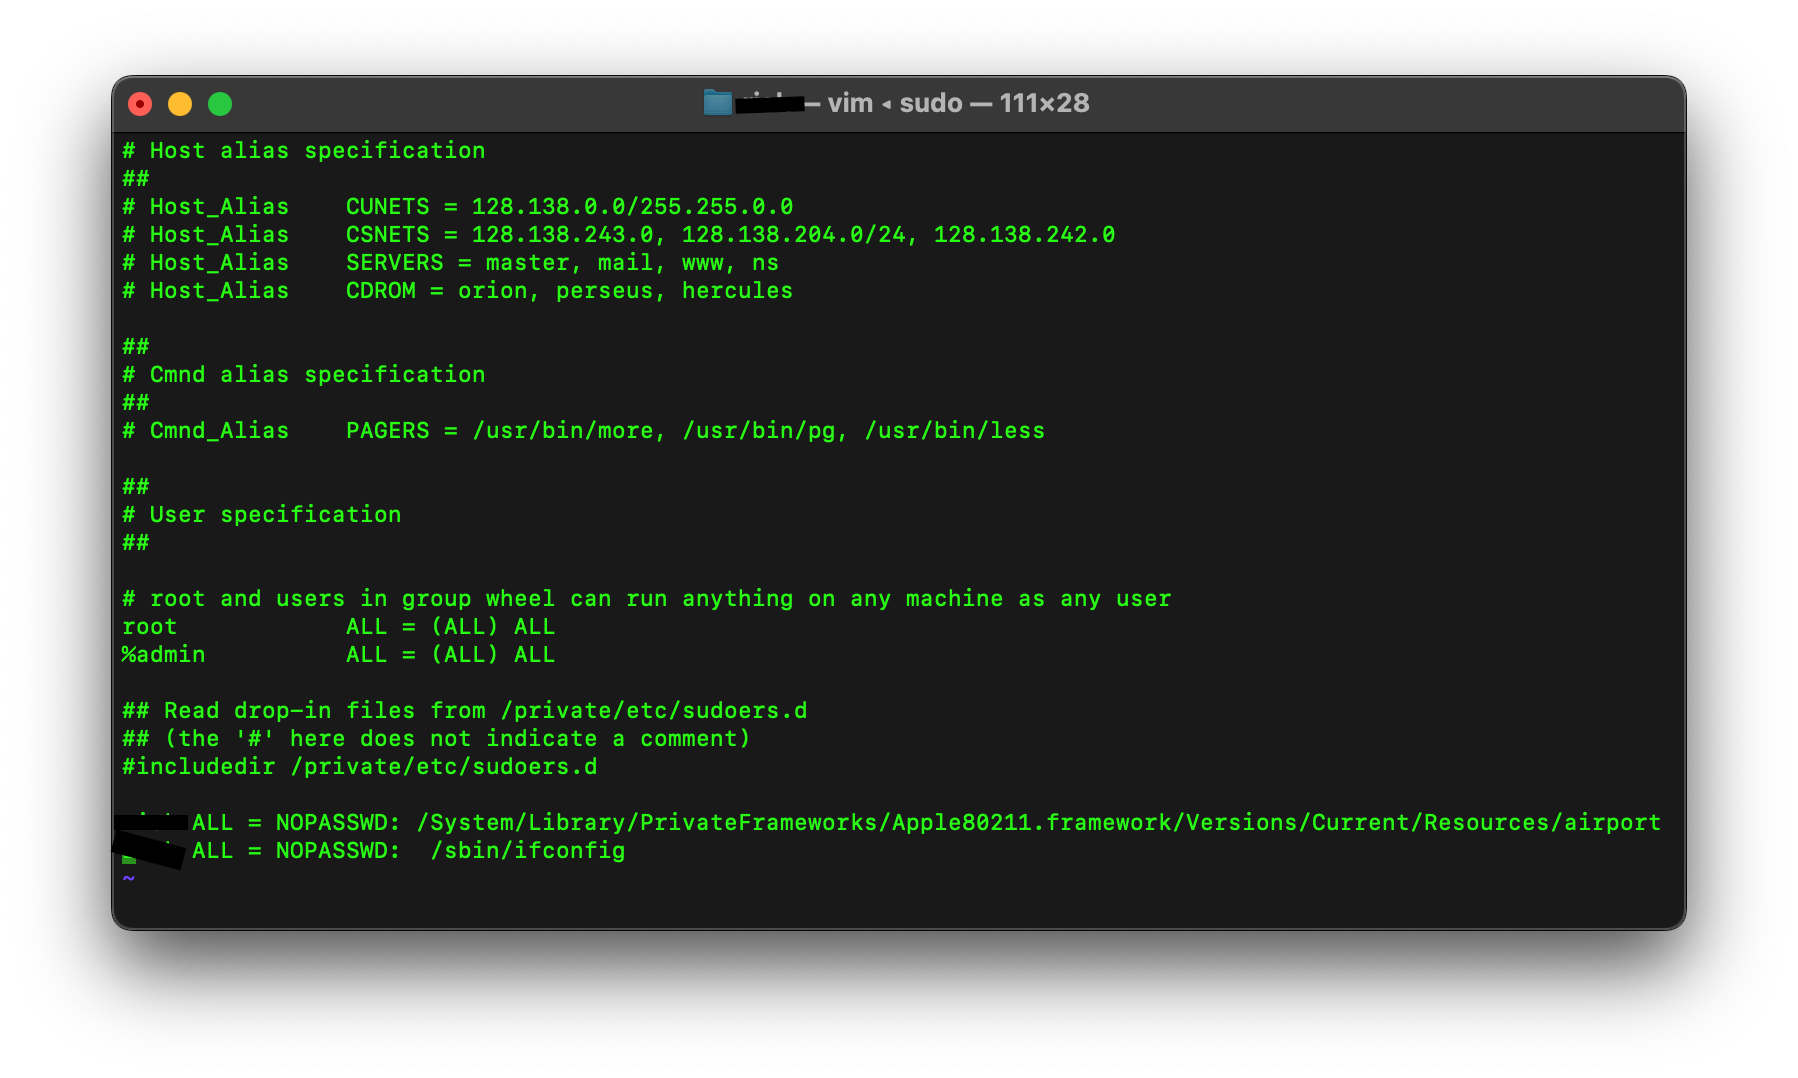 — vim ◂ sudo — 111×28
# Host alias specification
##
# Host_Alias    CUNETS = 128.138.0.0/255.255.0.0
# Host_Alias    CSNETS = 128.138.243.0, 128.138.204.0/24, 128.138.242.0
# Host_Alias    SERVERS = master, mail, www, ns
# Host_Alias    CDROM = orion, perseus, hercules
##
# Cmnd alias specification
##
# Cmnd_Alias    PAGERS = /usr/bin/more, /usr/bin/pg, /usr/bin/less
##
# User specification
##
# root and users in group wheel can run anything on any machine as any user
root            ALL = (ALL) ALL
%admin          ALL = (ALL) ALL
## Read drop-in files from /private/etc/sudoers.d
## (the '#' here does not indicate a comment)
#includedir /private/etc/sudoers.d
ALL = NOPASSWD: /System/Library/PrivateFrameworks/Apple80211.framework/Versions/Current/Resources/airport
ALL = NOPASSWD:  /sbin/ifconfig
~